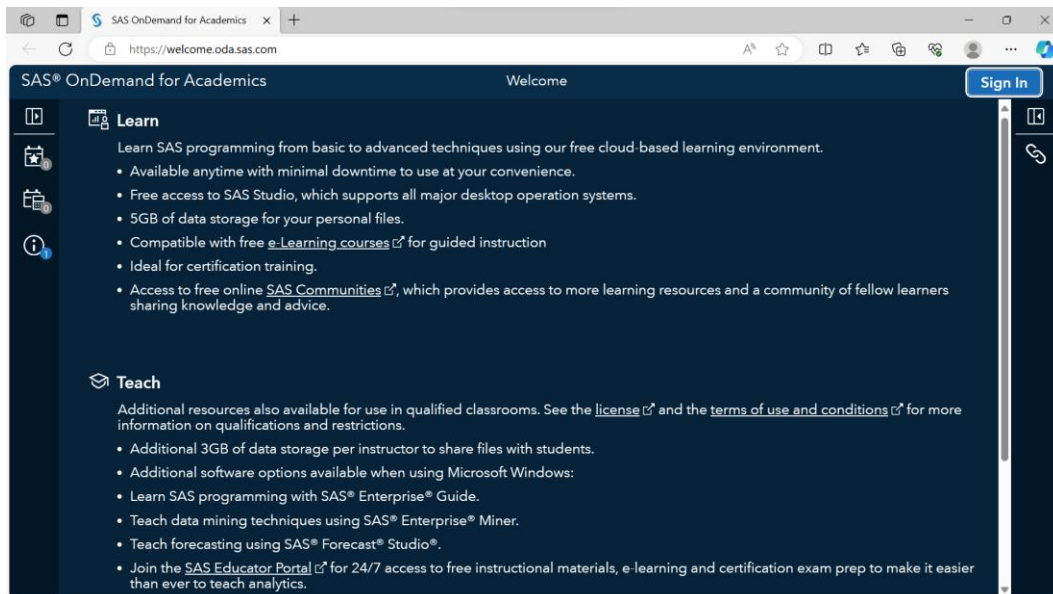 SAS OnDemand for Academics
https://welcome.oda.sas.com
SAS® OnDemand for Academics
Welcome
Sign In
Learn
Learn SAS programming from basic to advanced techniques using our free cloud-based learning environment.
• Available anytime with minimal downtime to use at your convenience.
• Free access to SAS Studio, which supports all major desktop operation systems.
• 5GB of data storage for your personal files.
• Compatible with free e-Learning courses for guided instruction
• Ideal for certification training.
• Access to free online SAS Communities, which provides access to more learning resources and a community of fellow learners
sharing knowledge and advice.
0
0
1
Teach
Additional resources also available for use in qualified classrooms. See the license and the terms of use and conditions for more
information on qualifications and restrictions.
• Additional 3GB of data storage per instructor to share files with students.
• Additional software options available when using Microsoft Windows:
• Learn SAS programming with SAS® Enterprise® Guide.
• Teach data mining techniques using SAS® Enterprise® Miner.
• Teach forecasting using SAS® Forecast® Studio®.
• Join the SAS Educator Portal for 24/7 access to free instructional materials, e-learning and certification exam prep to make it easier
than ever to teach analytics.